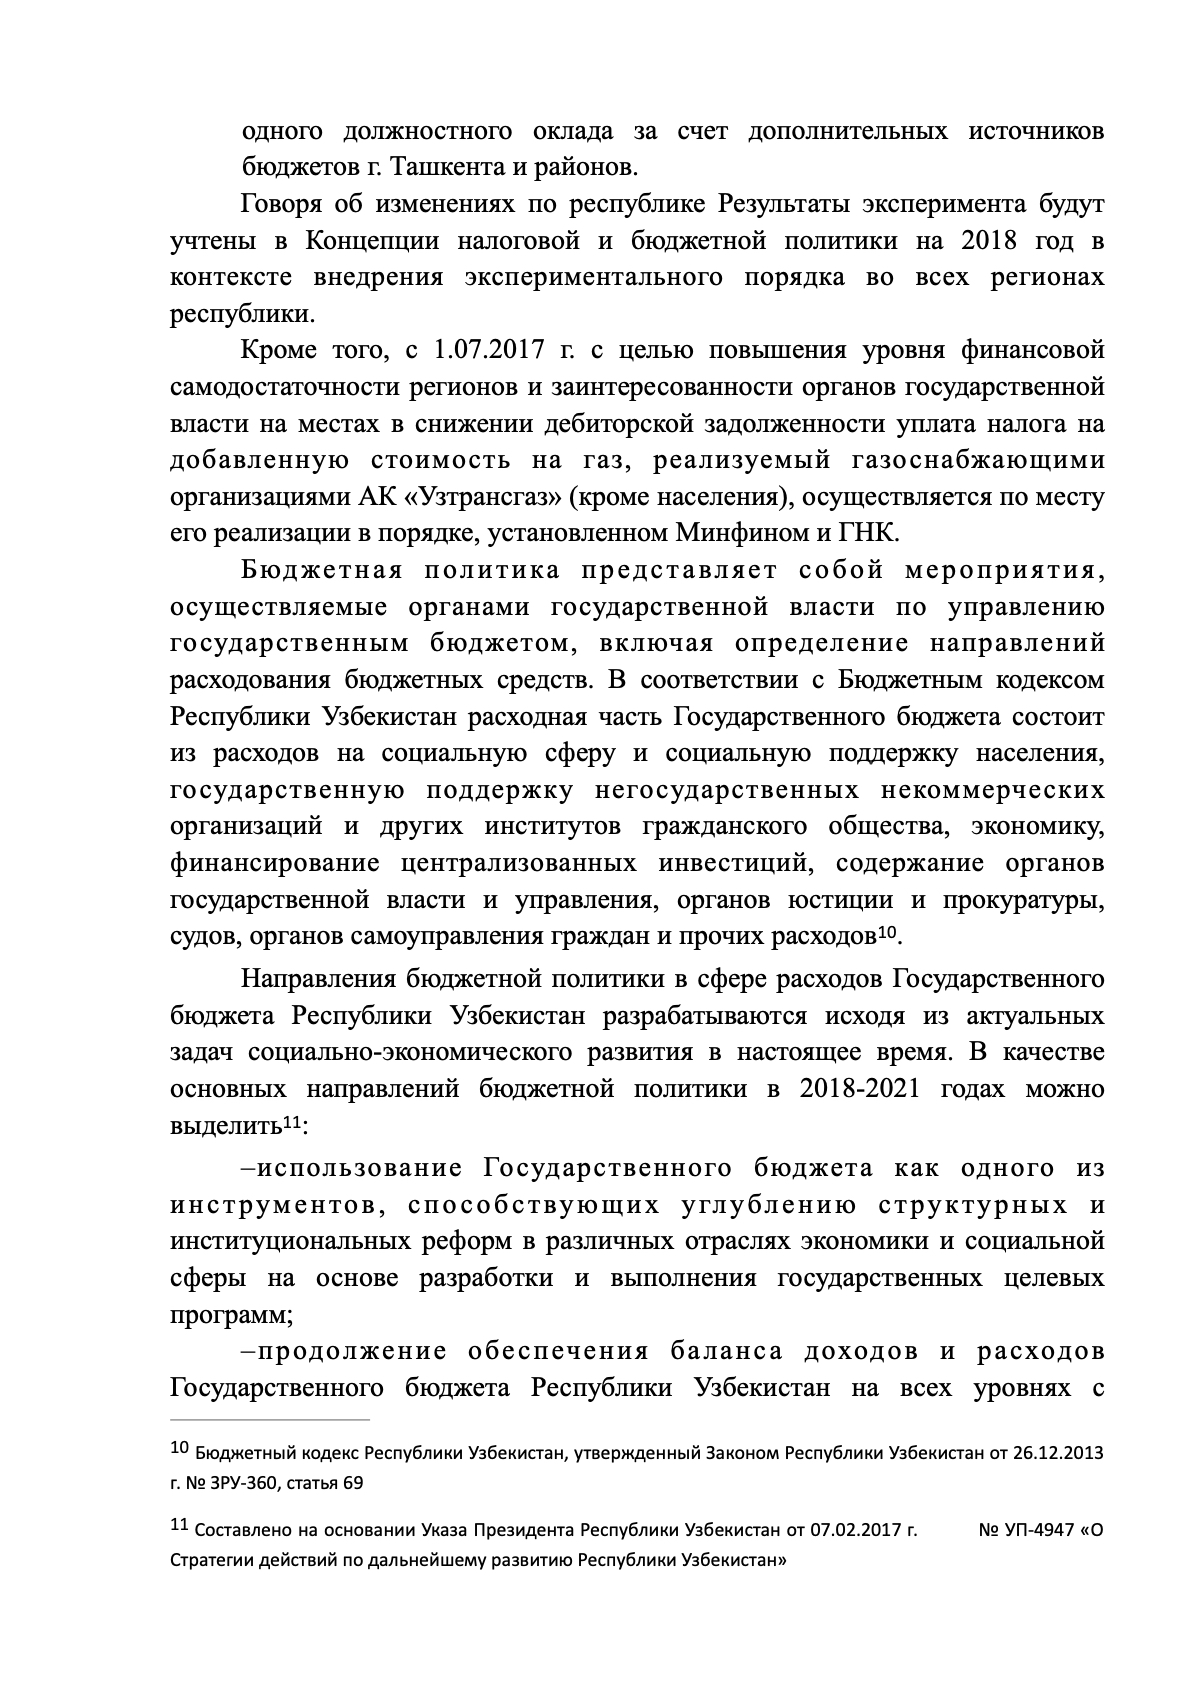 одного должностного оклада за счет дополнительных источников
бюджетов г. Ташкента и районов.
Говоря об изменениях по республике Результаты эксперимента будут
учтены в Концепции налоговой и бюджетной политики на 2018 год в
контексте внедрения экспериментального порядка во всех регионах
республики.
Кроме того, с 1.07.2017 г. с целью повышения уровня финансовой
самодостаточности регионов и заинтересованности органов государственной
власти на местах в снижении дебиторской задолженности уплата налога на
добавленную стоимость на газ, реализуемый газоснабжающими
организациями АК «Узтрансгаз» (кроме населения), осуществляется по месту
его реализации в порядке, установленном Минфином и ГНК.
Бюджетная политика представляет собой мероприятия,
осуществляемые органами государственной власти по управлению
государственным бюджетом, включая определение направлений
расходования бюджетных средств. В соответствии с Бюджетным кодексом
Республики Узбекистан расходная часть Государственного бюджета состоит
из расходов на социальную сферу и социальную поддержку населения,
государственную поддержку негосударственных некоммерческих
организаций и других институтов гражданского общества, экономику,
финансирование централизованных инвестиций, содержание органов
государственной власти и управления, органов юстиции и прокуратуры,
судов, органов самоуправления граждан и прочих расходов10.
Направления бюджетной политики в сфере расходов Государственного
бюджета Республики Узбекистан разрабатываются исходя из актуальных
задач социально-экономического развития в настоящее время. В качестве
основных направлений бюджетной политики в 2018-2021 годах можно
выделить11:
–использование Государственного бюджета как одного из
инструментов, способствующих углублению структурных и
институциональных реформ в различных отраслях экономики и социальной
сферы на основе разработки и выполнения государственных целевых
программ;
–продолжение обеспечения баланса доходов и расходов
Государственного бюджета Республики Узбекистан на всех уровнях с
10 Бюджетный кодекс Республики Узбекистан, утвержденный Законом Республики Узбекистан от 26.12.2013
г. № ЗРУ-360, статья 69
11 Составлено на основании Указа Президента Республики Узбекистан от 07.02.2017 г. № УП-4947 «О
Стратегии действий по дальнейшему развитию Республики Узбекистан»